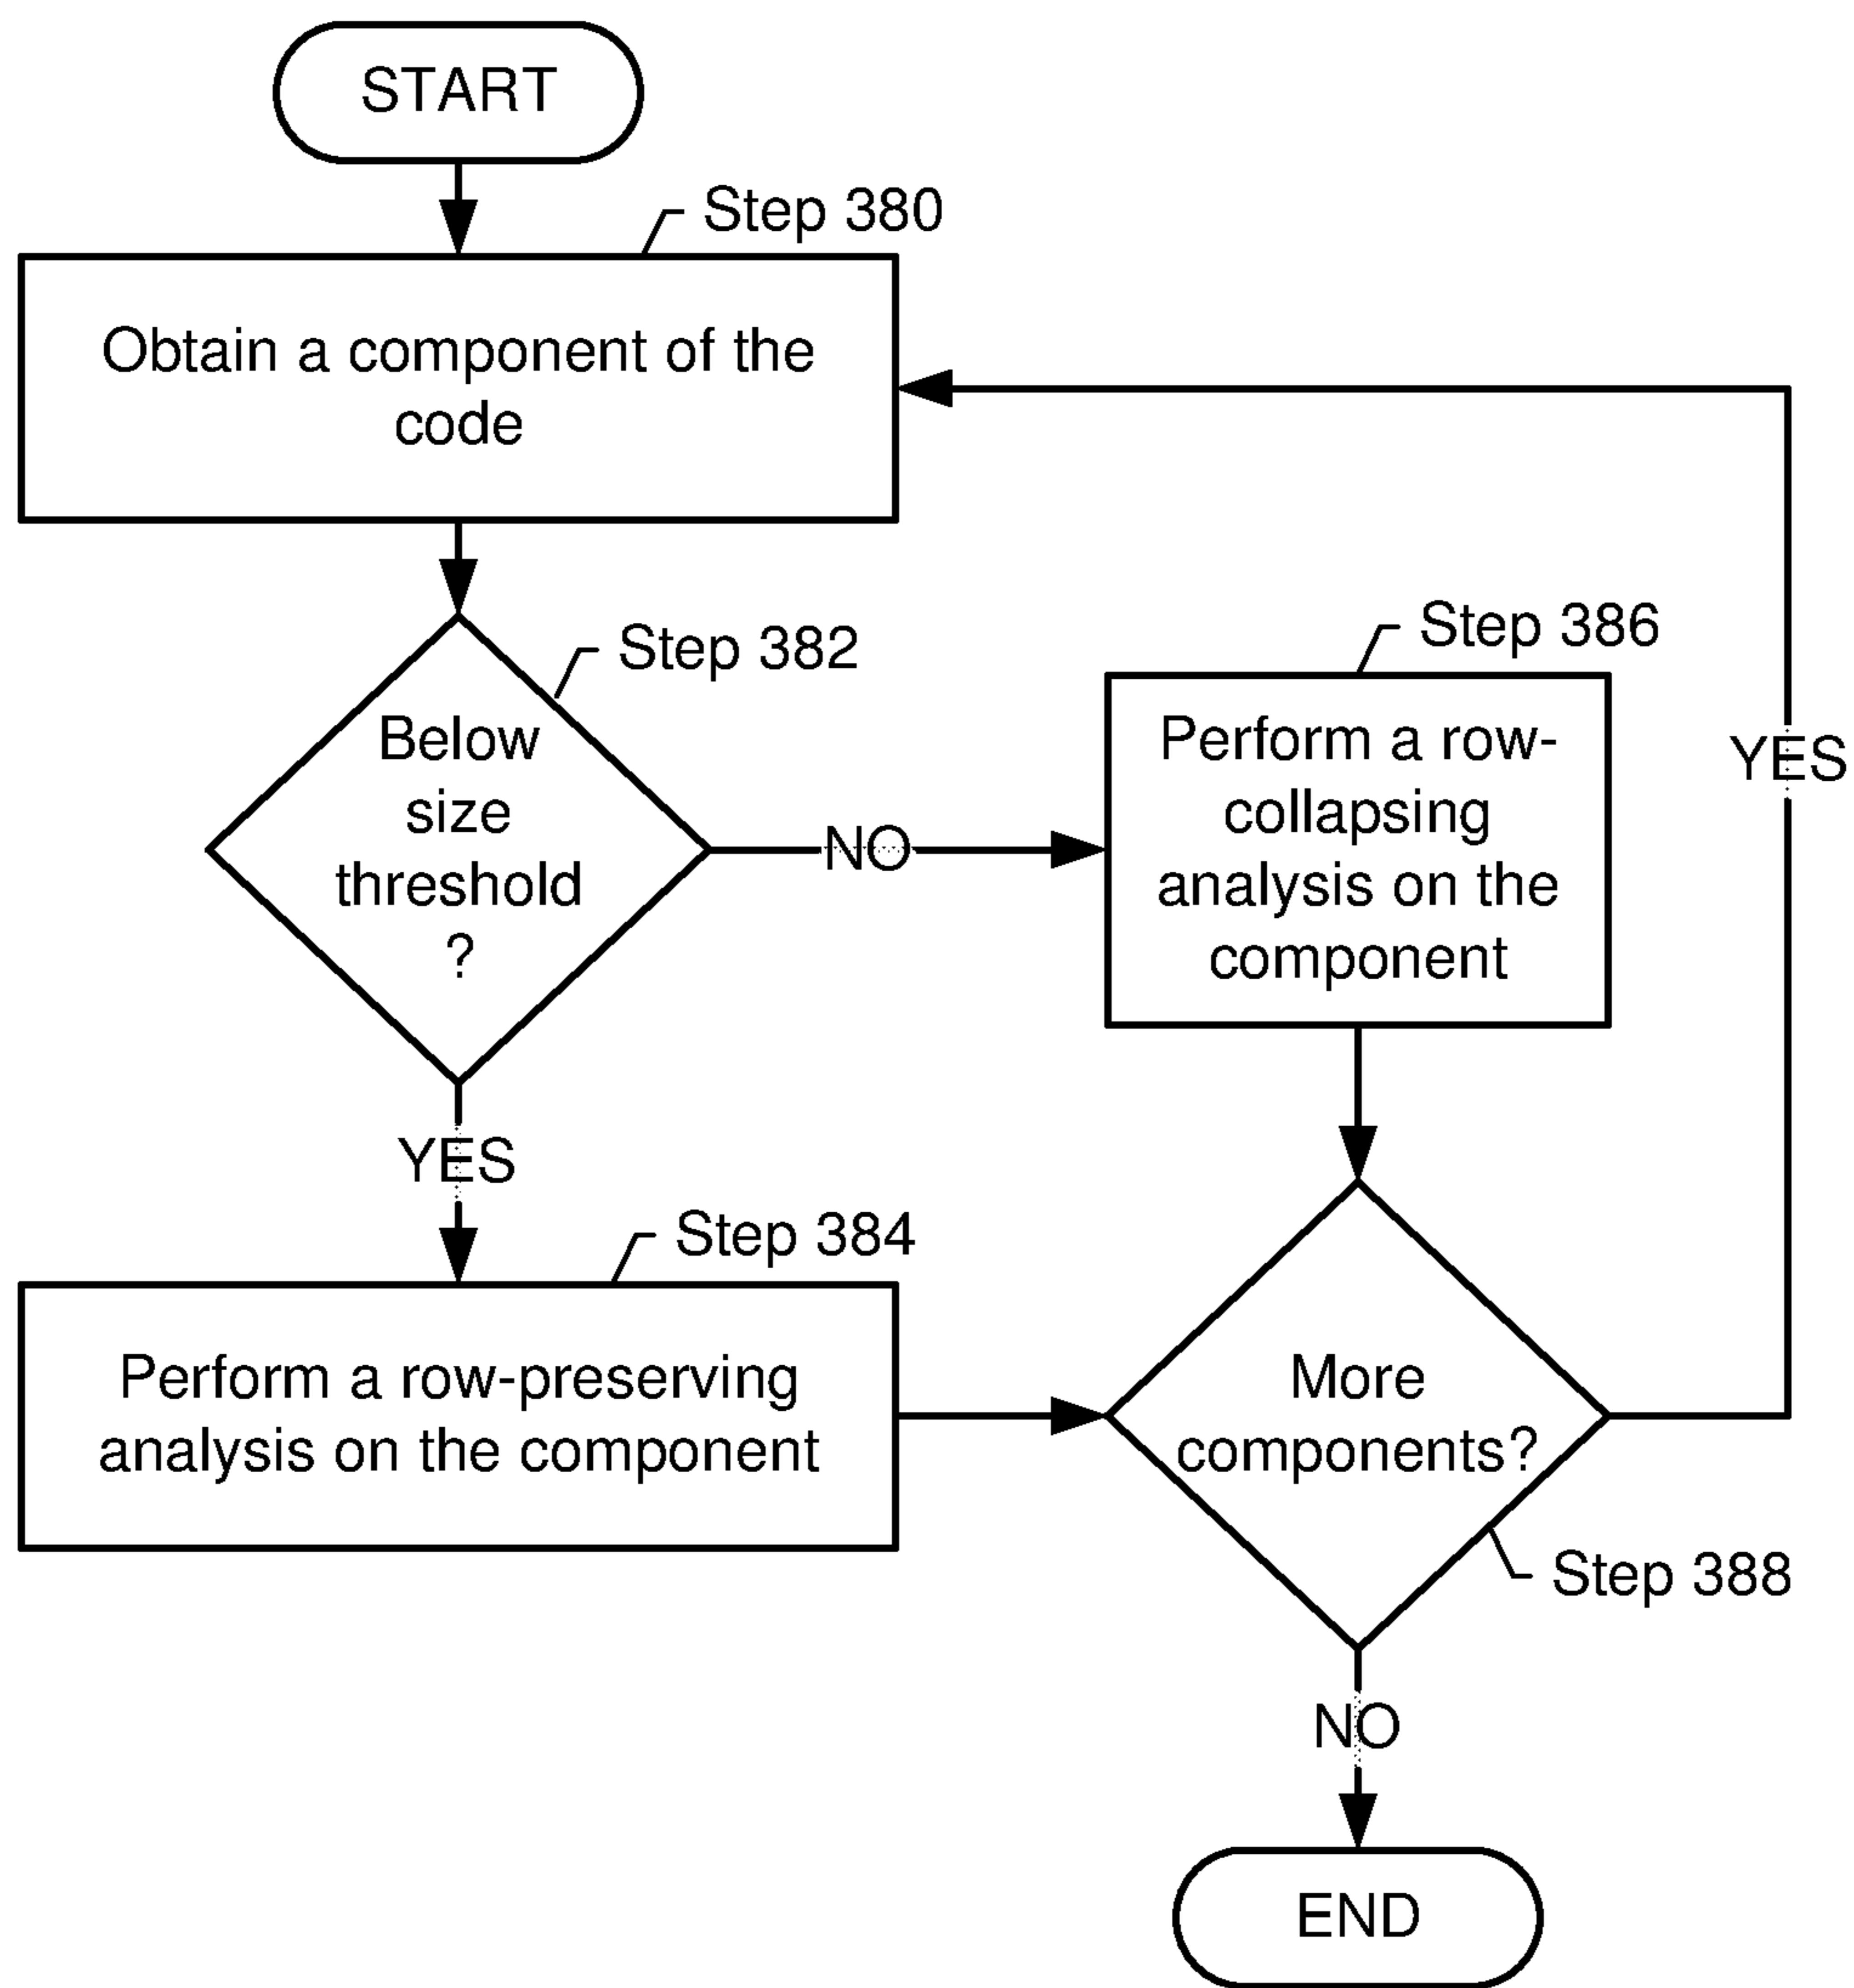 START
Step 380
Obtain a component of the
code
Step 382
Below
size
threshold
?
NO
Step 386
Perform a row-
collapsing
analysis on the
component
YES
YES
Step 384
Perform a row-preserving
analysis on the component
More
components?
Step 388
NO
END